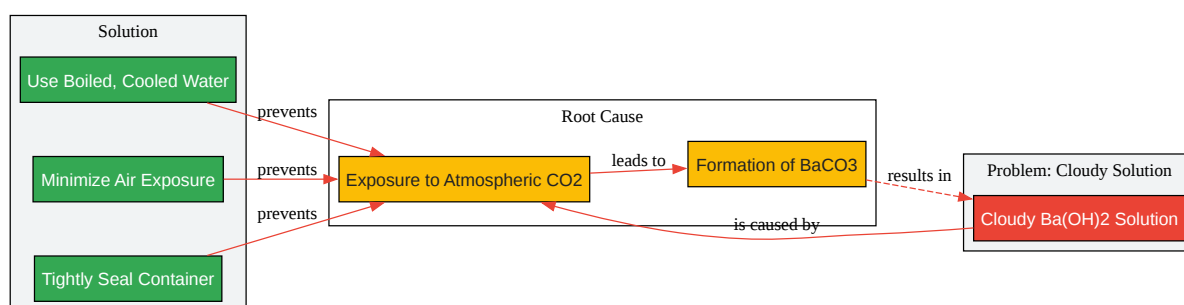 Solution
Use Boiled, Cooled Water
Minimize Air Exposure
Tightly Seal Container
prevents
prevents
prevents
Root Cause
Exposure to Atmospheric CO2
leads to
Formation of BaCO3
results in
is caused by
Problem: Cloudy Solution
Cloudy Ba(OH)2 Solution